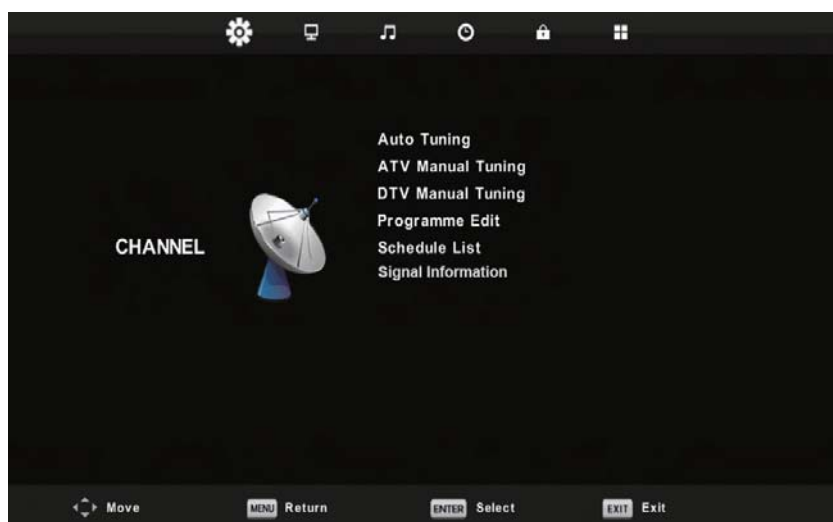 Auto Tuning
ATV Manual Tuning
DTV Manual Tuning
Programme Edit
CHANNEL
Schedule List
Signal Information
Move
MENU Return
ENTER Select
EXIT Exit